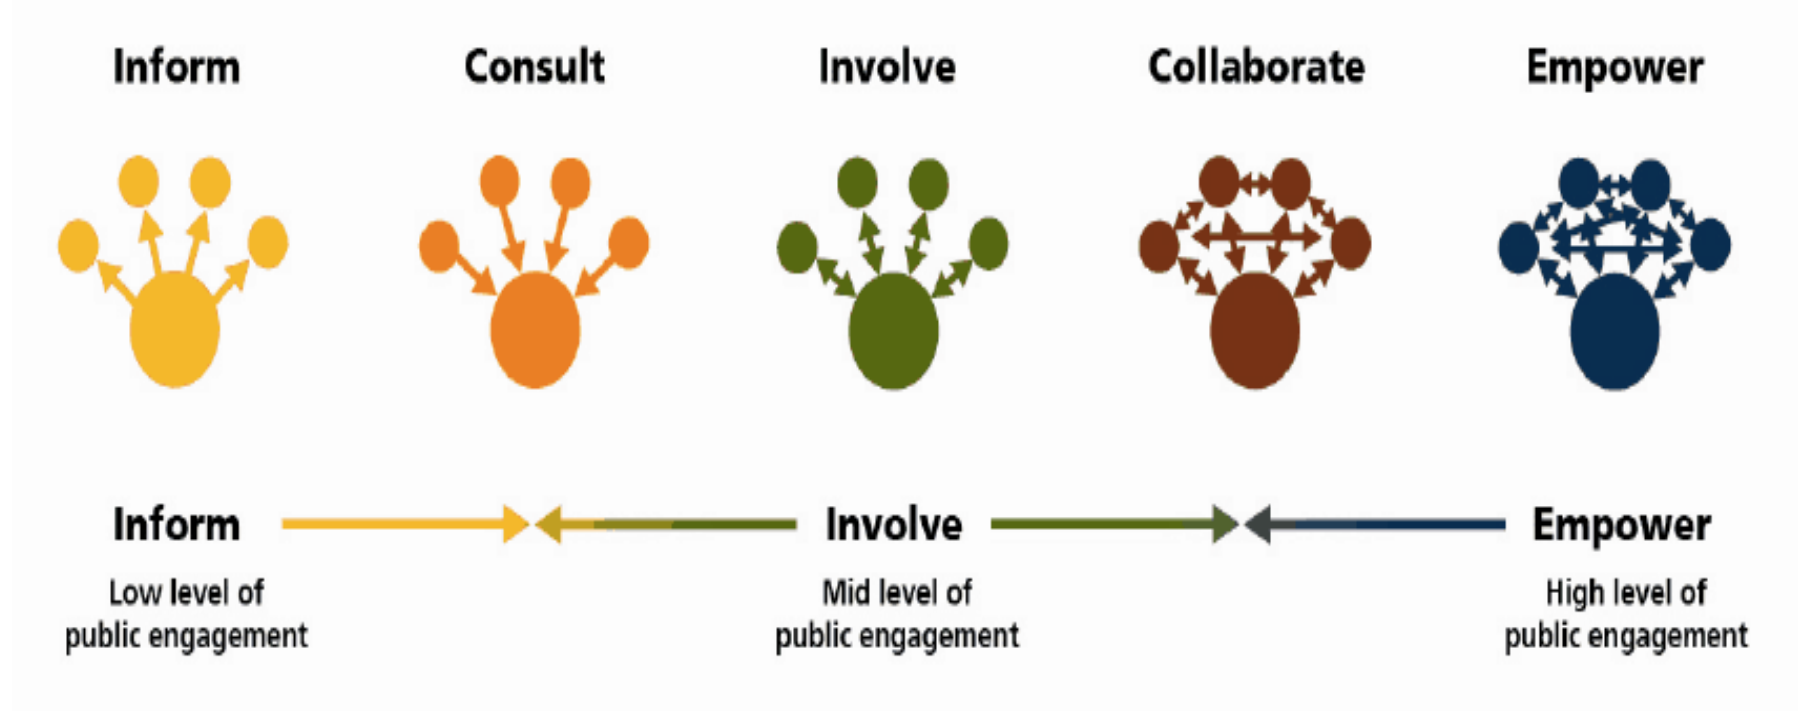 Inform Consult Involve Collaborate Empower
Inform Involve Empower
Low level of Mid level of High level of
public engagement public engagement public engagement